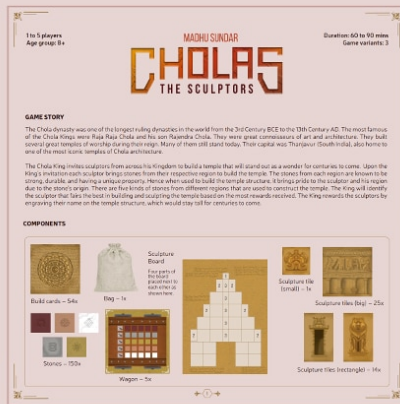 1 to 5 players
Age group: 8+
MADHU SUNDAR
CHOLAS
THE SCULPTORS
Duration: 60 to 90 mins
Game variants: 3
GAME STORY
The Chola dynasty was one of the longest ruling dynasties in the world from the 3rd Century BCE to the 13th Century AD. The most famous
of the Chola Kings were Raja Raja Chola and his son Rajendra Chola. They were great connoisseurs of art and architecture. They built
several great temples of worship during their reign. Many of them still stand today. Their capital was Thanjavur (South India), also home to
one of the most iconic temples of Chola architecture.
The Chola King invites sculptors from across his Kingdom to build a temple that will stand out as a wonder for centuries to come. Upon the
King's invitation each sculptor brings stones from their respective region to build the temple. The stones from each region are known to be
strong, durable, and having a unique property. Hence when used to build the temple structure, it brings pride to the sculptor and his region
due to the stone's origin. There are five kinds of stones from different regions that are used to construct the temple. The King will identify
the sculptor that fairs the best in building and sculpting the temple based on the most rewards received. The King rewards the sculptors by
engraving their name on the temple structure, which would stay tall for centuries to come.
COMPONENTS
Build cards – 54x
Bag – 1x
Sculpture
Board
Four parts of
the board
placed next to
each other as
shown here.
Sculpture tile
(small) – 1x
Sculpture tiles (big) – 25x
Stones – 150x
Wagon – 5x
Sculpture tiles (rectangle) – 14x